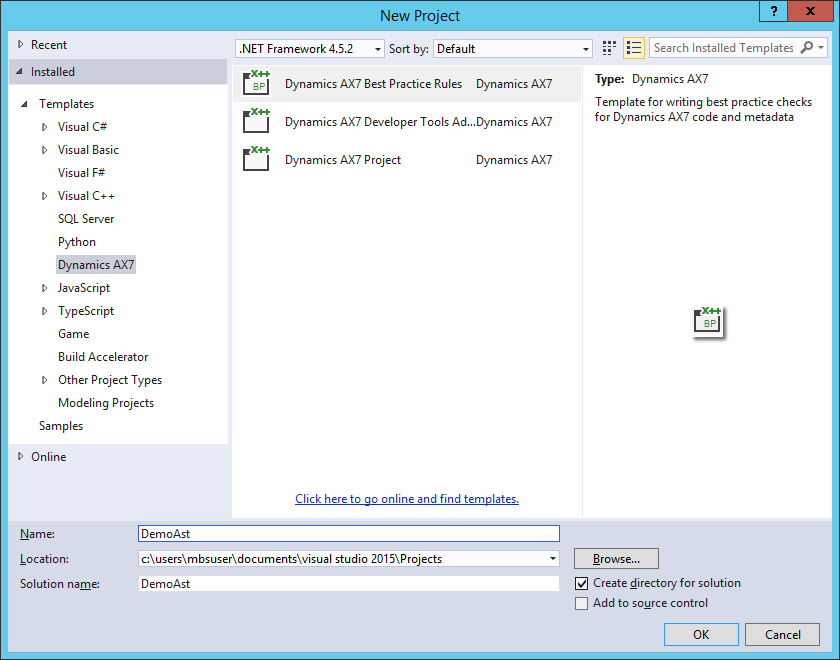 New Project
?
X
Recent
Installed
Templates
Visual C#
Visual Basic
Visual F#
Visual C++
SQL Server
Python
Dynamics AX7
JavaScript
TypeScript
Game
Build Accelerator
Other Project Types
Modeling Projects
Samples
Online
.NET Framework 4.5.2 Sort by: Default Search Installed Templates
X++
BP
Dynamics AX7 Best Practice Rules Dynamics AX7
X++
Dynamics AX7 Developer Tools Ad...Dynamics AX7
X++
Dynamics AX7 Project Dynamics AX7
Click here to go online and find templates.
Type: Dynamics AX7
Template for writing best practice checks
for Dynamics AX7 code and metadata
X++
BP
Name: DemoAst
Location: c:\users\mbsuser\documents\visual studio 2015\Projects Browse...
Solution name: DemoAst Create directory for solution
Add to source control
OK Cancel